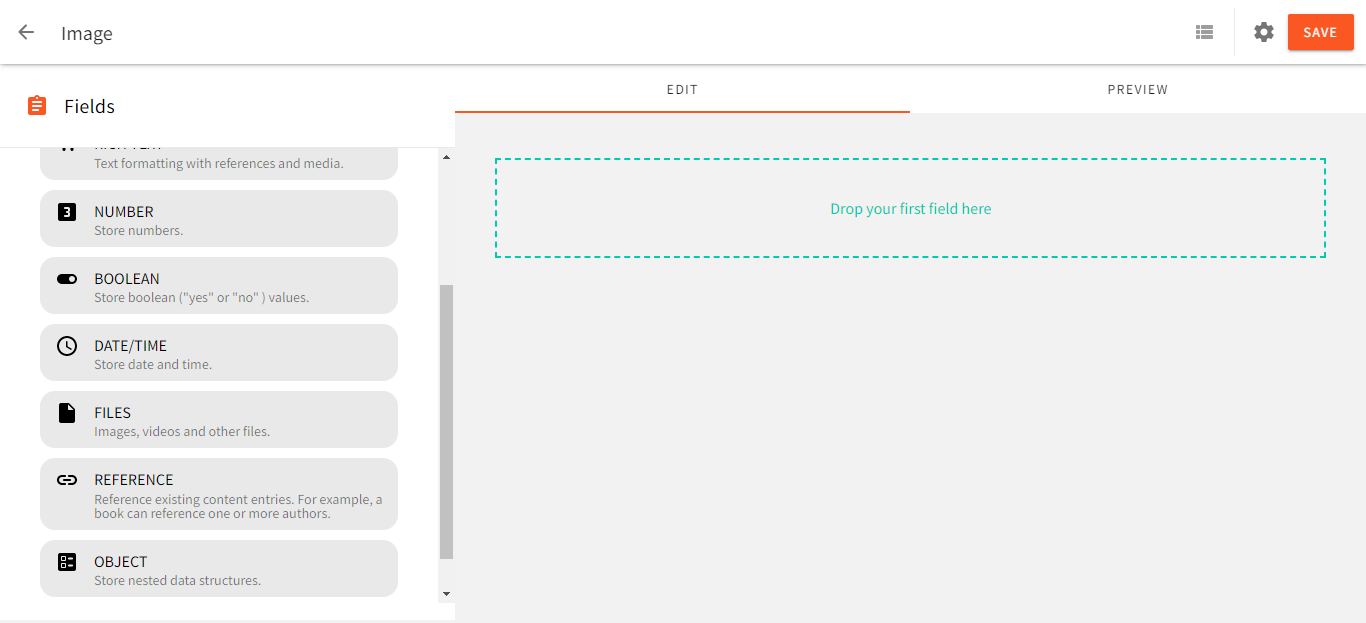 Image
SAVE
Fields
EDIT
PREVIEW
Text formatting with references and media.
NUMBER
Store numbers.
BOOLEAN
Store boolean ("yes" or "no" ) values.
DATE/TIME
Store date and time.
FILES
Images, videos and other files.
REFERENCE
Reference existing content entries. For example, a
book can reference one or more authors.
OBJECT
Store nested data structures.
Drop your first field here